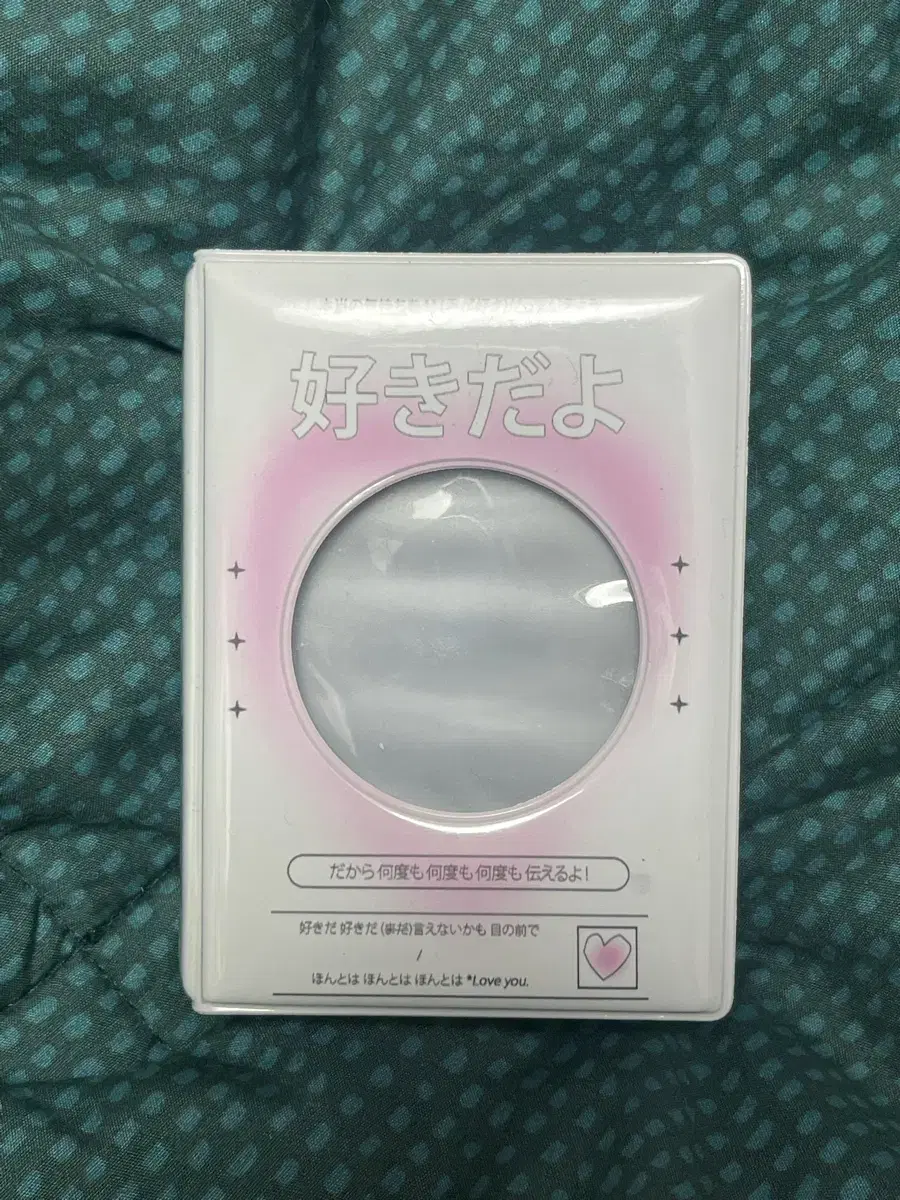 好きだよ
だから 何度も 何度も 何度も 伝えるよ!
好きだ 好きだ (まだ)言えないかも 目の前で
/
ほんとは ほんとは ほんとは *Love you.